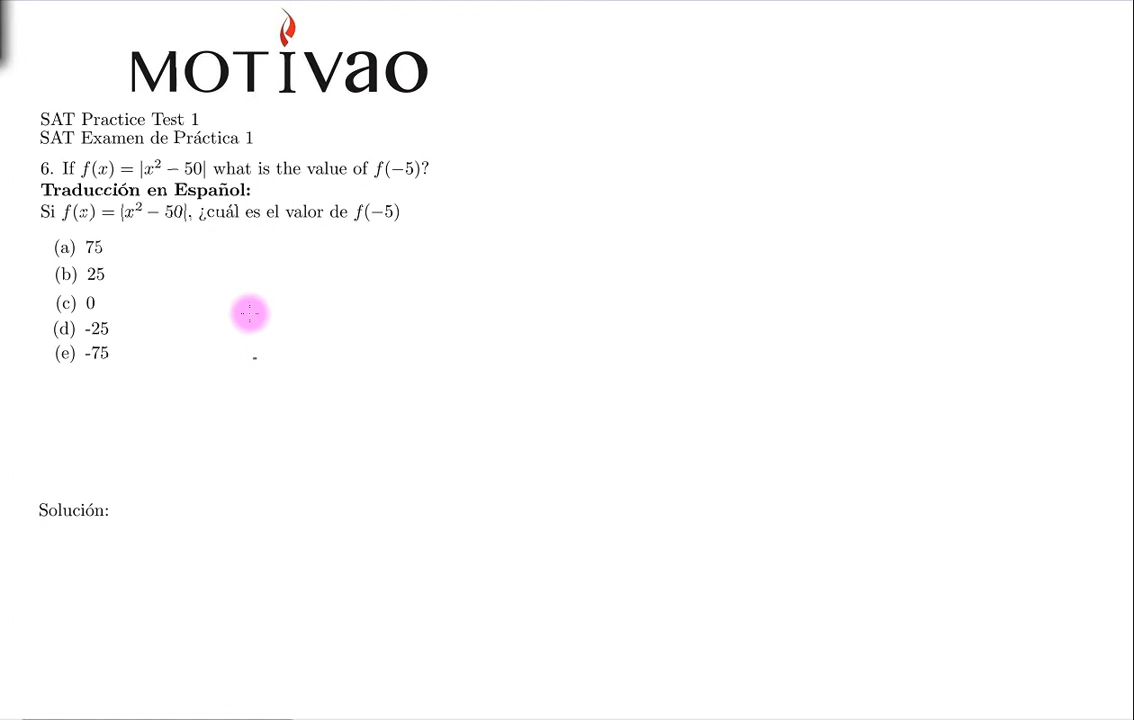 MOTIVAO
SAT Practice Test 1
SAT Examen de Práctica 1
6. If f(x) = |x² − 50| what is the value of f(−5)?
Traducción en Español:
Si f(x) = |x² − 50|, ¿cuál es el valor de f(−5)
(a) 75
(b) 25
(c) 0
(d) -25
(e) -75
Solución: